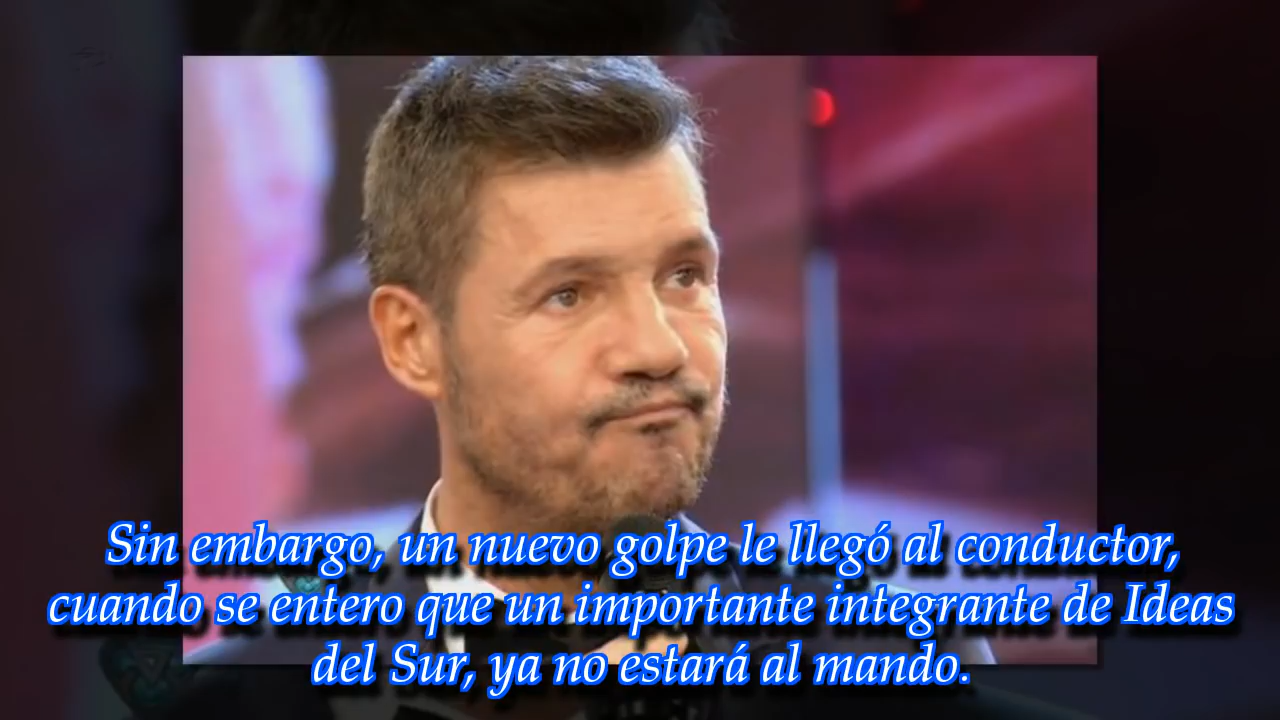 Sin embargo, un nuevo golpe le llegó al conductor,
cuando se entero que un importante integrante de Ideas
del Sur, ya no estará al mando.